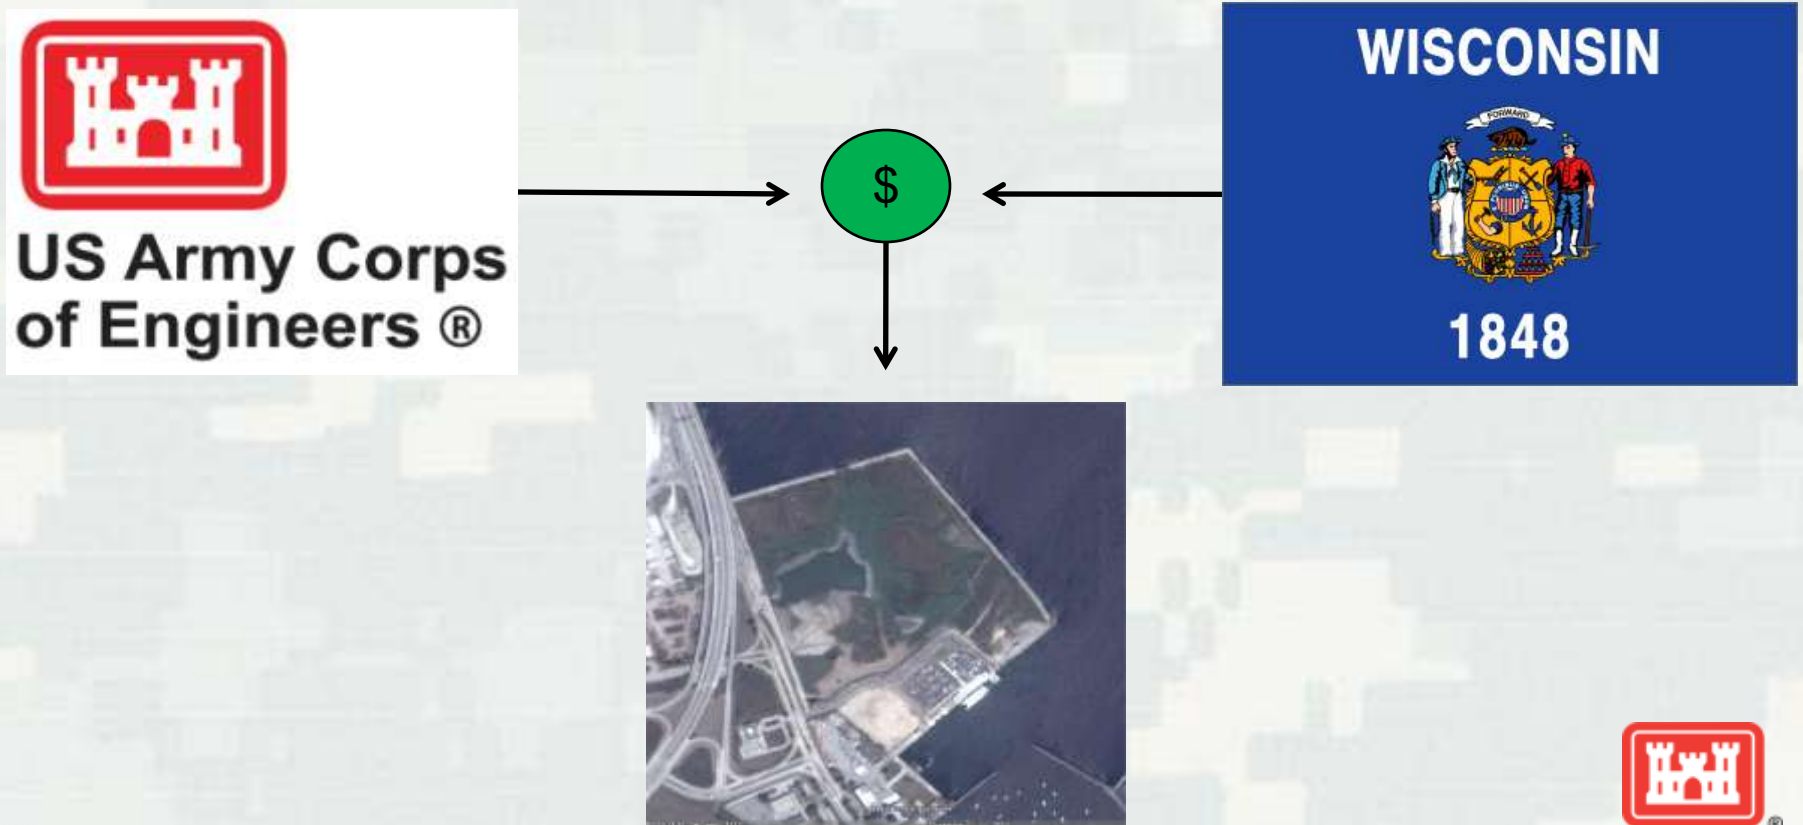 US Army Corps
of Engineers ®
$
WISCONSIN
FORWARD
1848
®